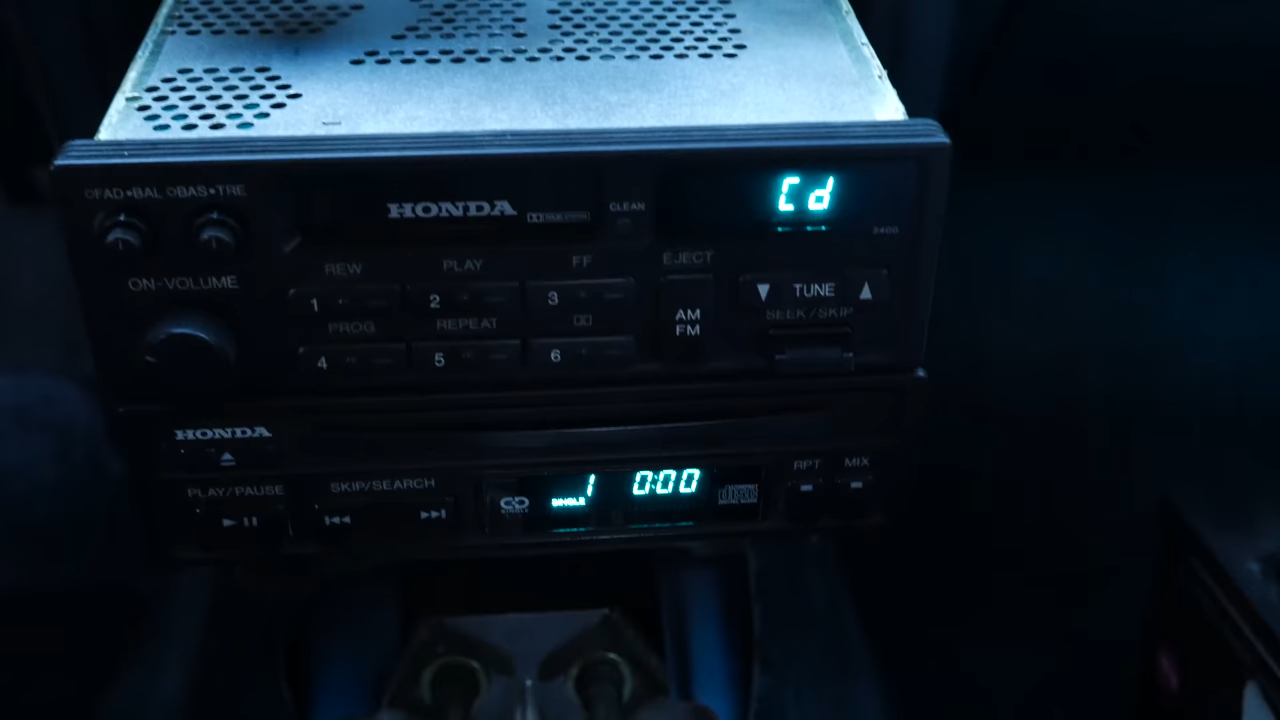 ○FAD●BAL ○BAS●TRE
HONDA
CLEAN
Cd
ON-VOLUME
REW PLAY FF EJECT
1 2 3
▼ TUNE ▲
AM
FM
SEEK/SKIP
PROG REPEAT
4 5 6
HONDA
PLAY/PAUSE
SKIP/SEARCH
SINGLE
SINGLE 1 0:00
RPT MIX